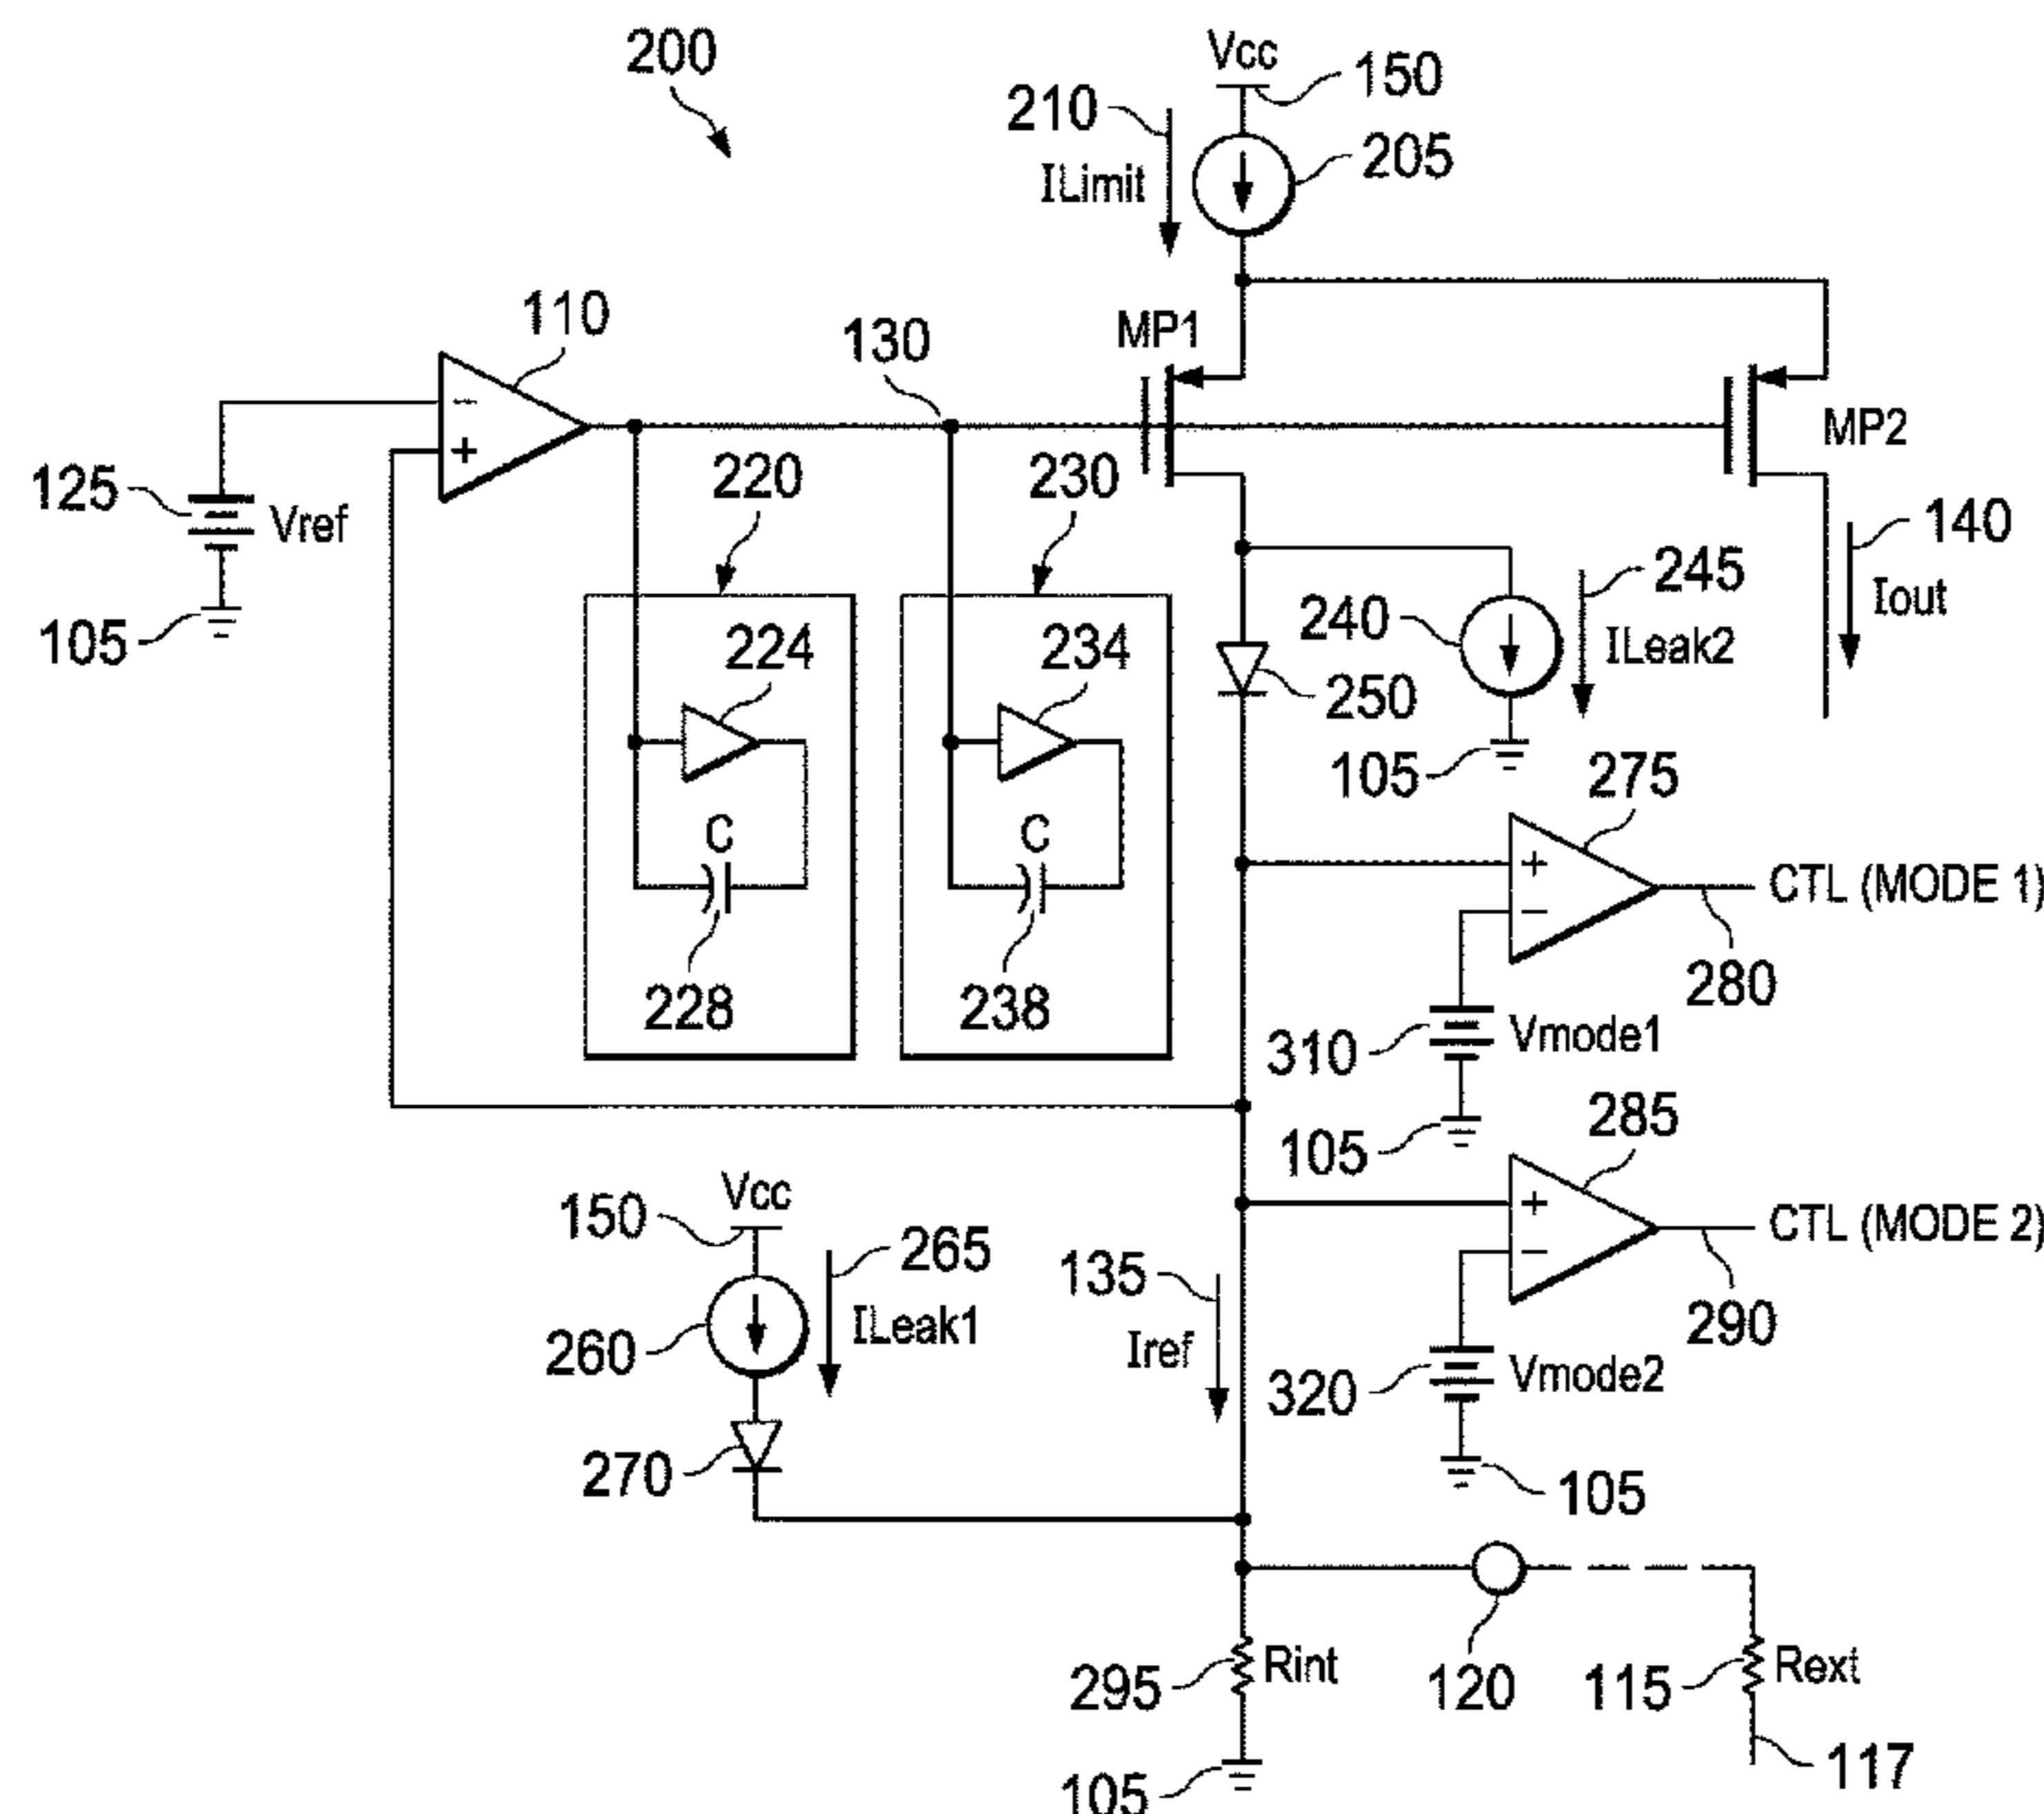 200
Vcc
150
210
ILimit
205
110
130
MP1
MP2
-
+
125
Vref
105
220
230
140
Iout
245
ILeak2
240
224
234
250
105
C
C
228
238
275
+
-
CTL (MODE 1)
280
310
Vmode1
105
285
+
-
CTL (MODE 2)
290
Vcc
150
265
ILeak1
260
135
Iref
320
Vmode2
105
270
295
Rint
120
115
Rext
105
117